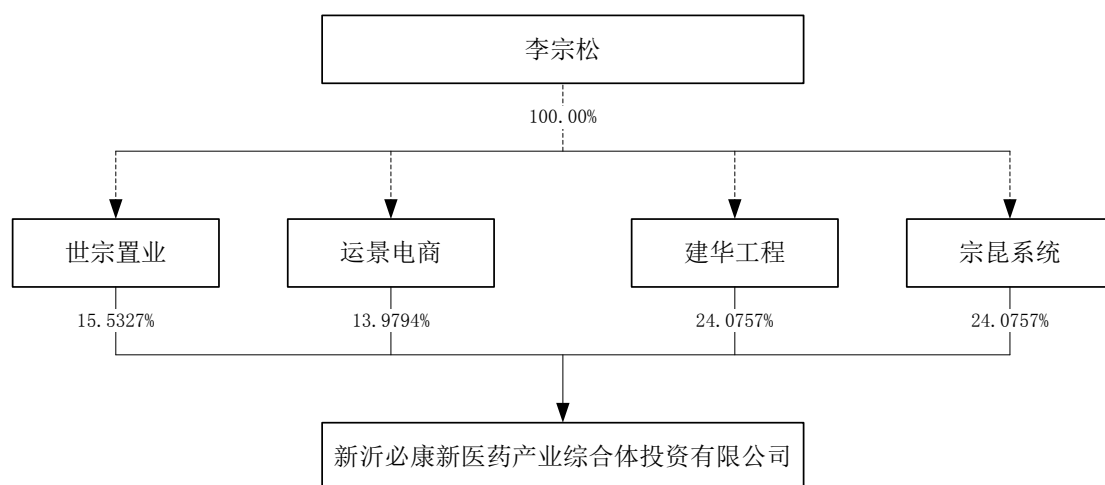 李宗松
100.00%
世宗置业
运景电商
建华工程
宗昆系统
15.5327%
13.9794%
24.0757%
24.0757%
新沂必康新医药产业综合体投资有限公司